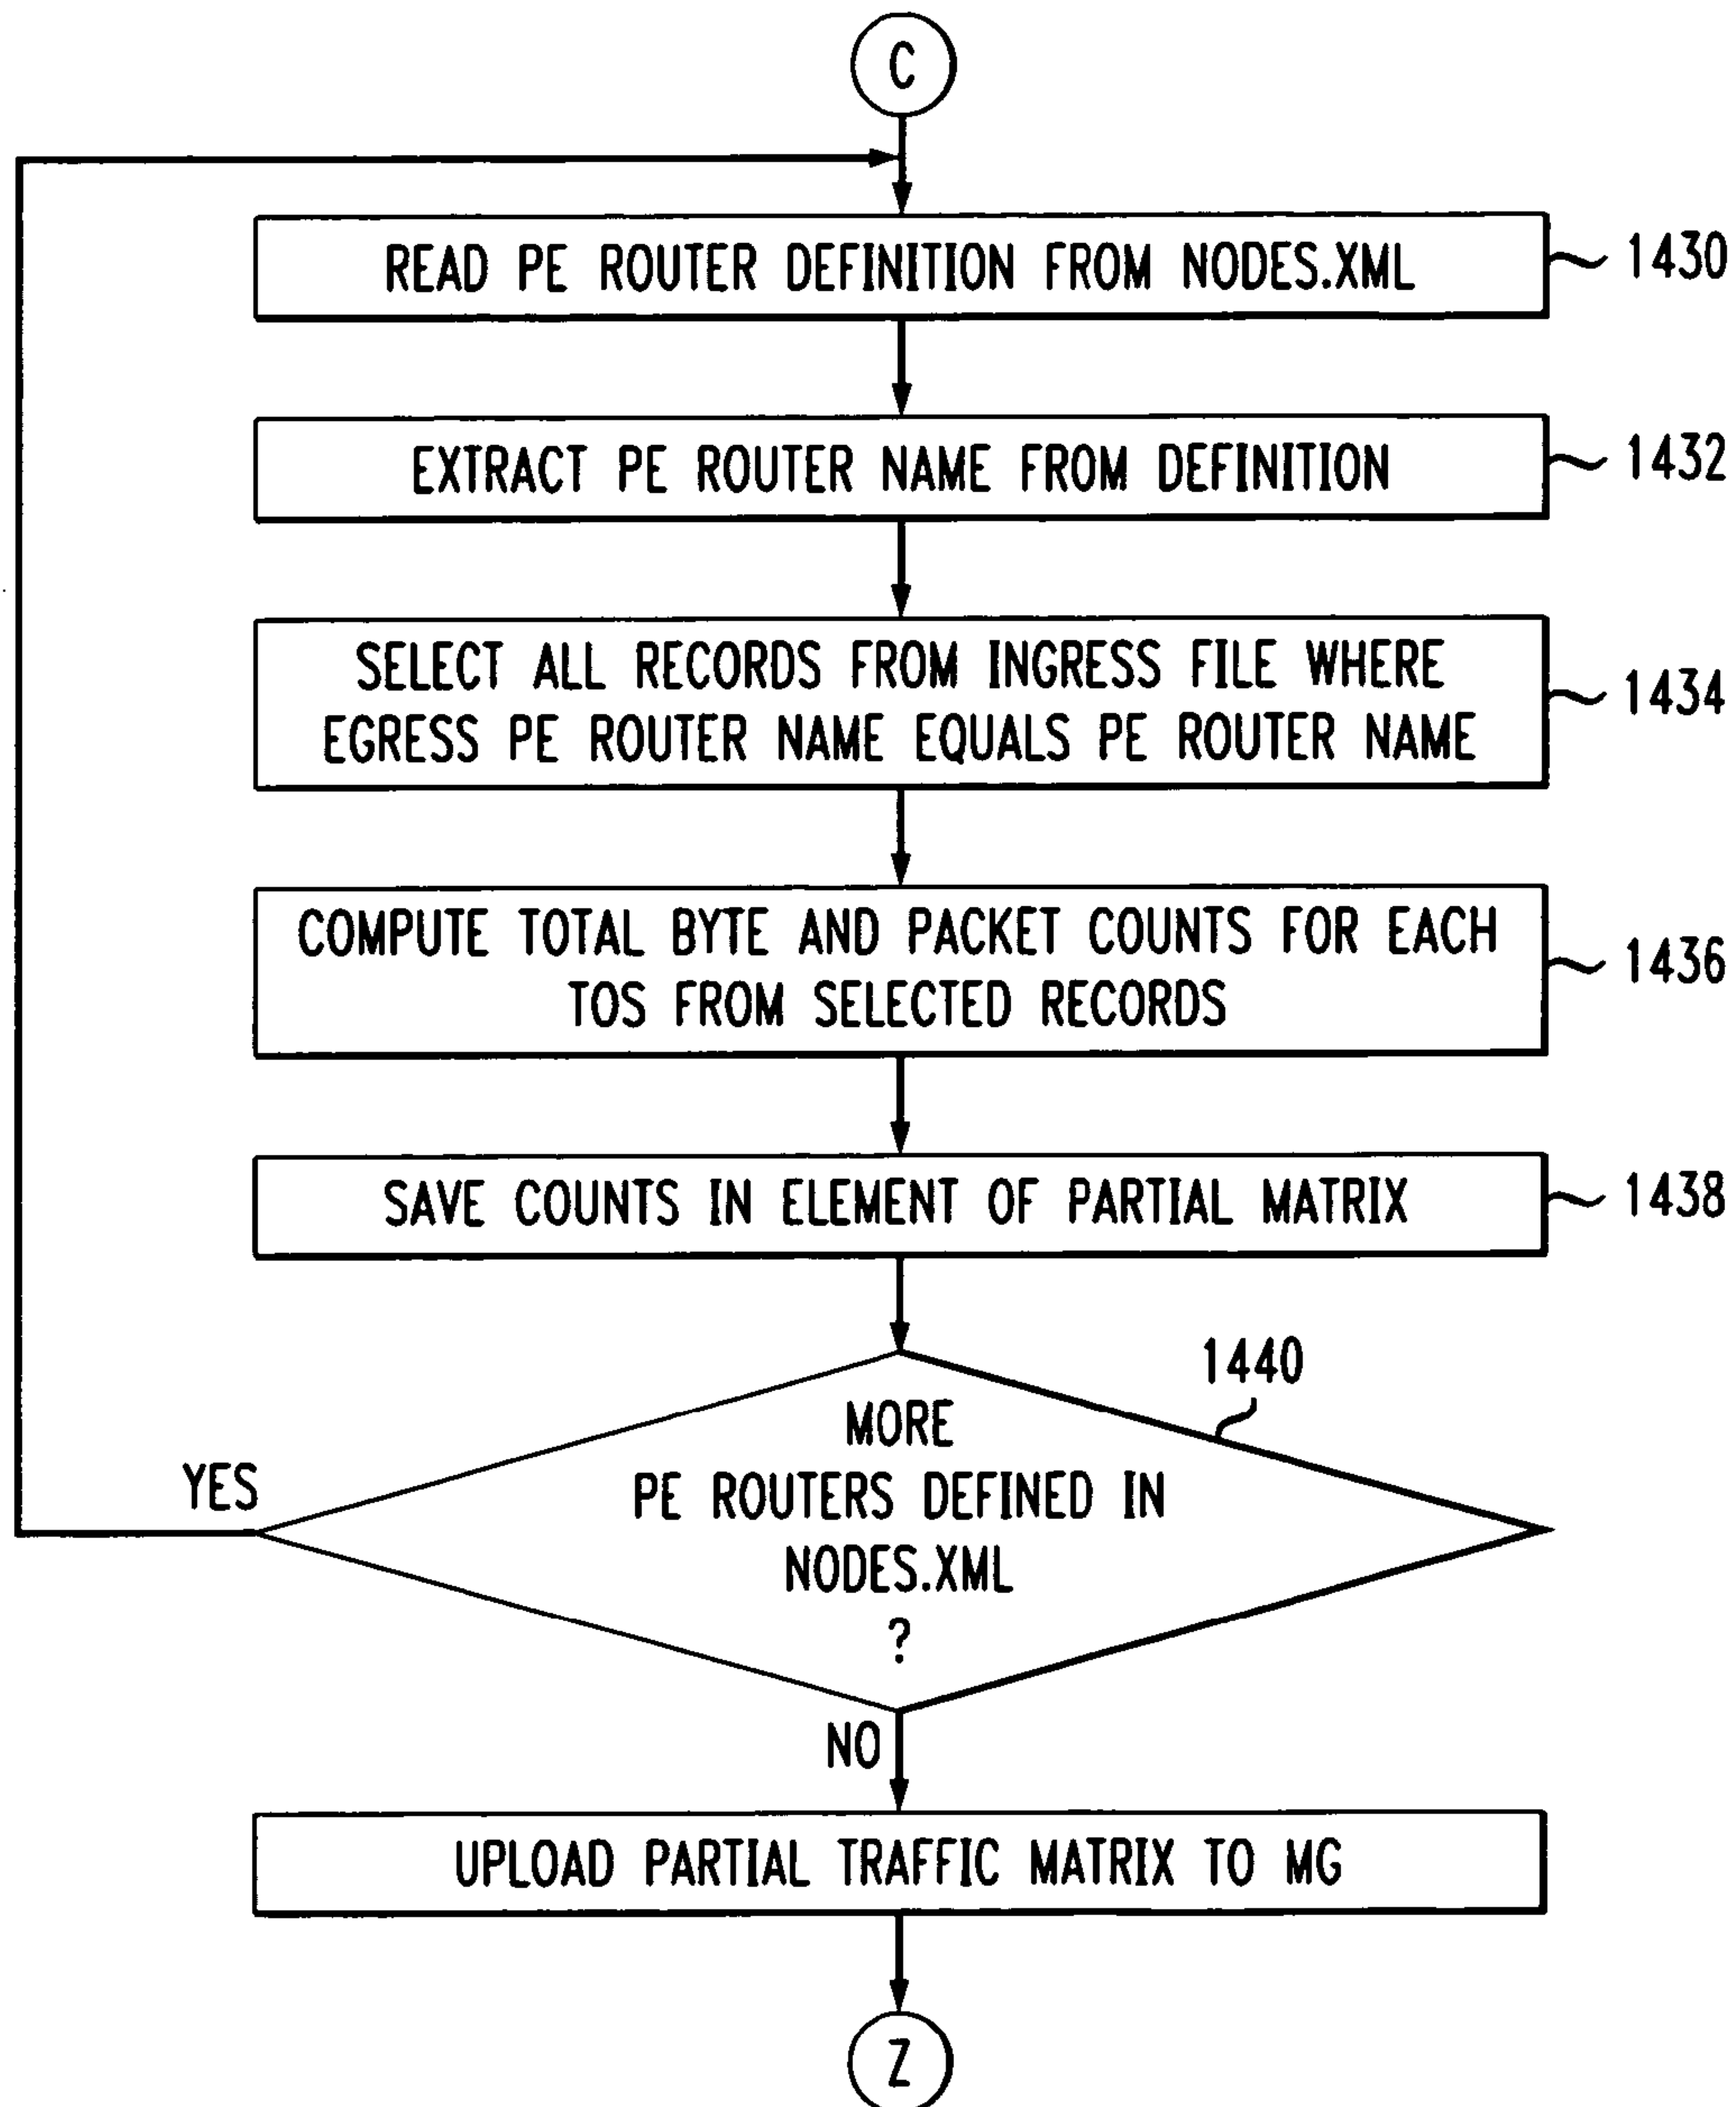 C
READ PE ROUTER DEFINITION FROM NODES.XML
1430
EXTRACT PE ROUTER NAME FROM DEFINITION
1432
SELECT ALL RECORDS FROM INGRESS FILE WHERE
EGRESS PE ROUTER NAME EQUALS PE ROUTER NAME
1434
COMPUTE TOTAL BYTE AND PACKET COUNTS FOR EACH
TOS FROM SELECTED RECORDS
1436
SAVE COUNTS IN ELEMENT OF PARTIAL MATRIX
1438
1440
MORE
PE ROUTERS DEFINED IN
NODES.XML
?
YES
NO
UPLOAD PARTIAL TRAFFIC MATRIX TO MG
Z